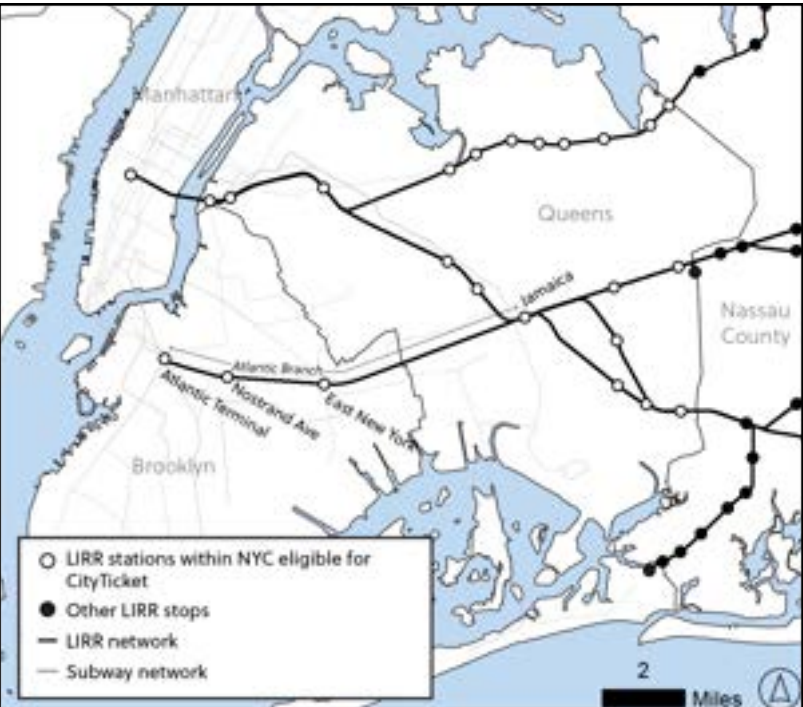 Manhattan
Queens
Jamaica
Nassau
County
Atlantic Branch
Atlantic Terminal
Nostrand Ave
East New York
Brooklyn
LIRR stations within NYC eligible for
CityTicket
Other LIRR stops
LIRR network
Subway network
2
Miles